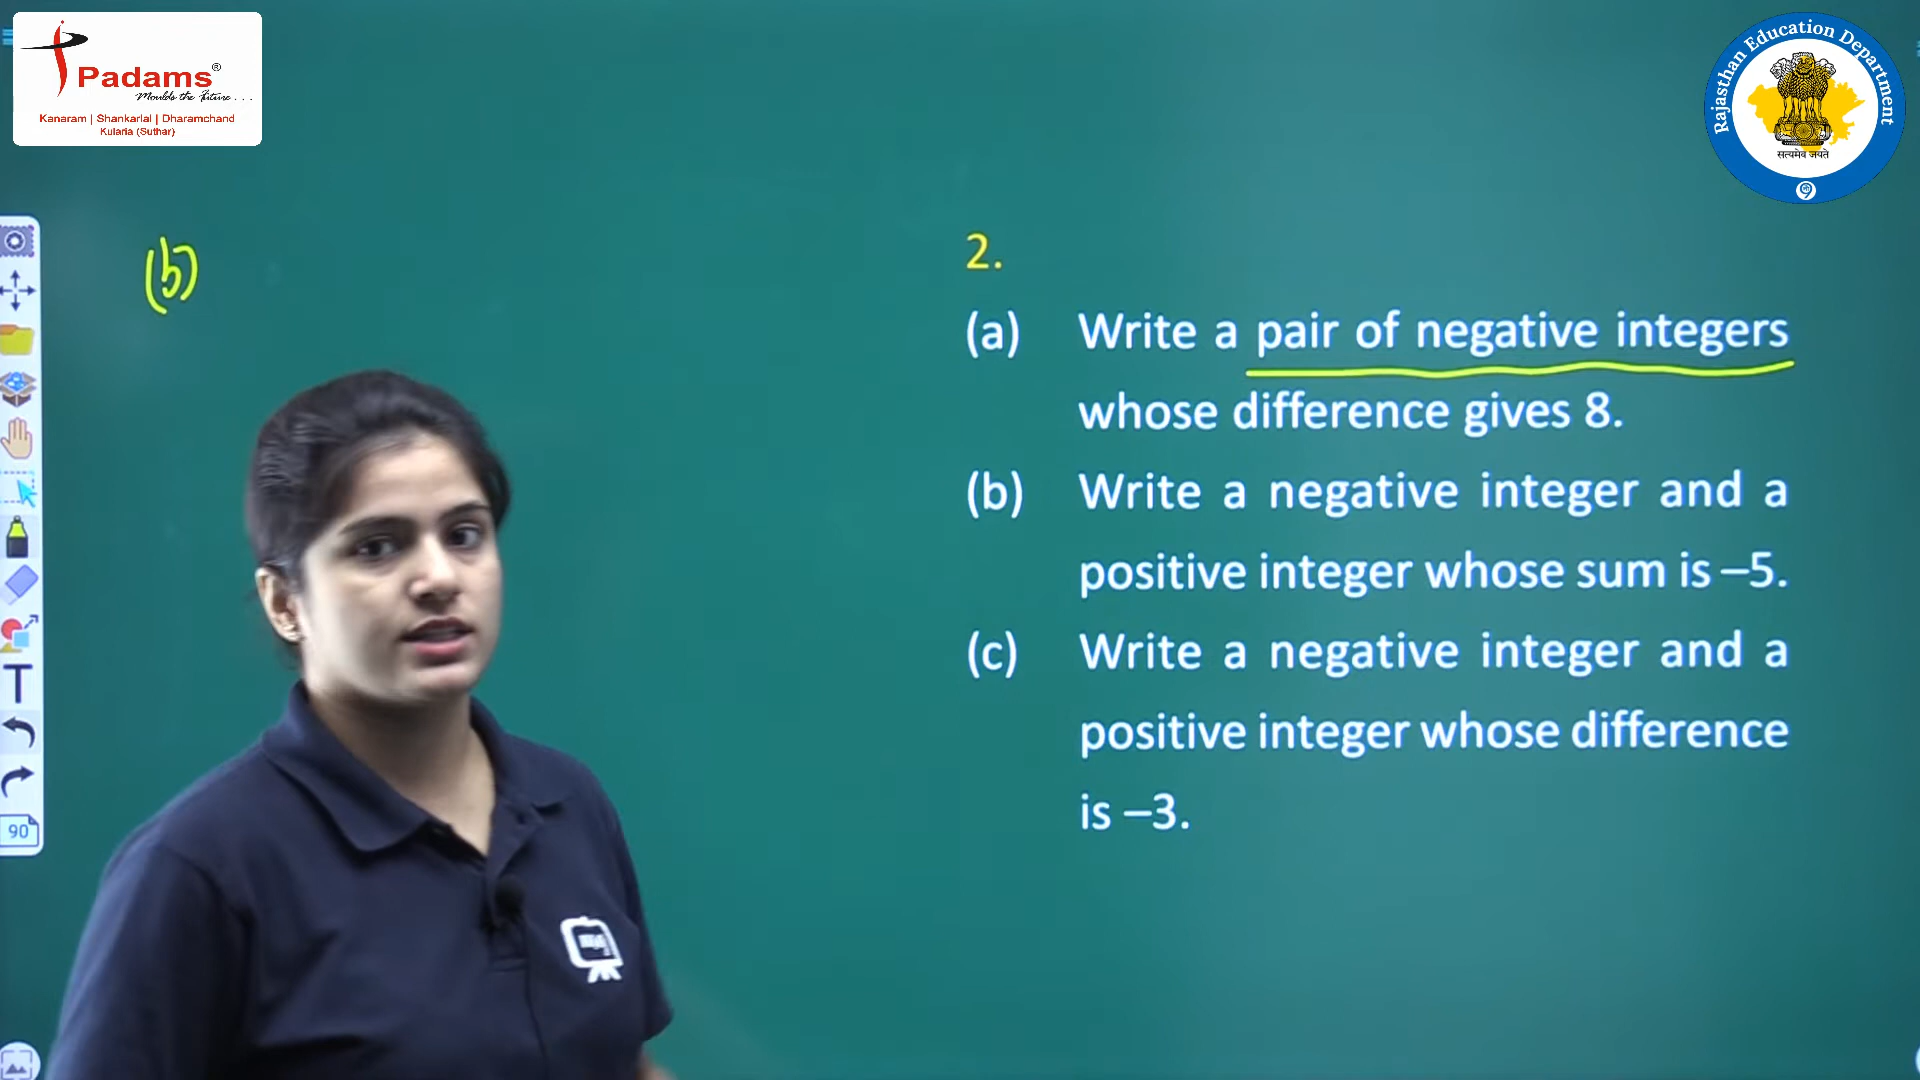 Padams®
Moulds the Future . . .
Kanaram | Shankarlal | Dharamchand
Kularia (Suthar)
Rajasthan Education Department
सत्यमेव जयते
(b)
2.
(a) Write a pair of negative integers
whose difference gives 8.
(b) Write a negative integer and a
positive integer whose sum is –5.
(c) Write a negative integer and a
positive integer whose difference
is –3.
T
90